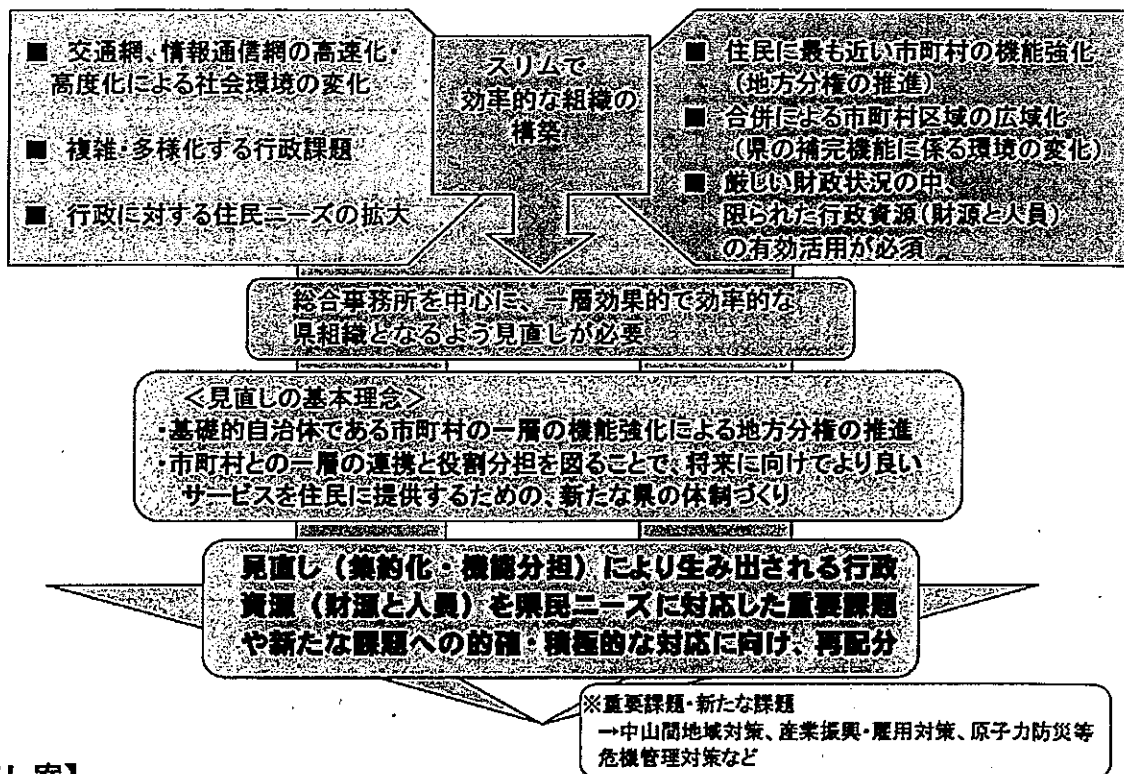 ■ 交通網、情報通信網の高速化・
高度化による社会環境の変化
■ 複雑・多様化する行政課題
■ 行政に対する住民ニーズの拡大
スリムで
効率的な組織の
構築
■ 住民に最も近い市町村の機能強化
（地方分権の推進）
■ 合併による市町村区域の広域化
（県の補完機能に係る環境の変化）
■ 厳しい財政状況の中、
限られた行政資源（財源と人員）
の有効活用が必須
総合事務所を中心に、一層効果的で効率的な
県組織となるよう見直しが必要
＜見直しの基本理念＞
・基礎的自治体である市町村の一層の機能強化による地方分権の推進
・市町村との一層の連携と役割分担を図ることで、将来に向けてより良い
サービスを住民に提供するための、新たな県の体制づくり
見直し（集約化・機能分担）により生み出される行政
資源（財源と人員）を県民ニーズに対応した重要課題
や新たな課題への的確・積極的な対応に向け、再配分
※重要課題・新たな課題
→中山間地域対策、産業振興・雇用対策、原子力防災等
危機管理対策など